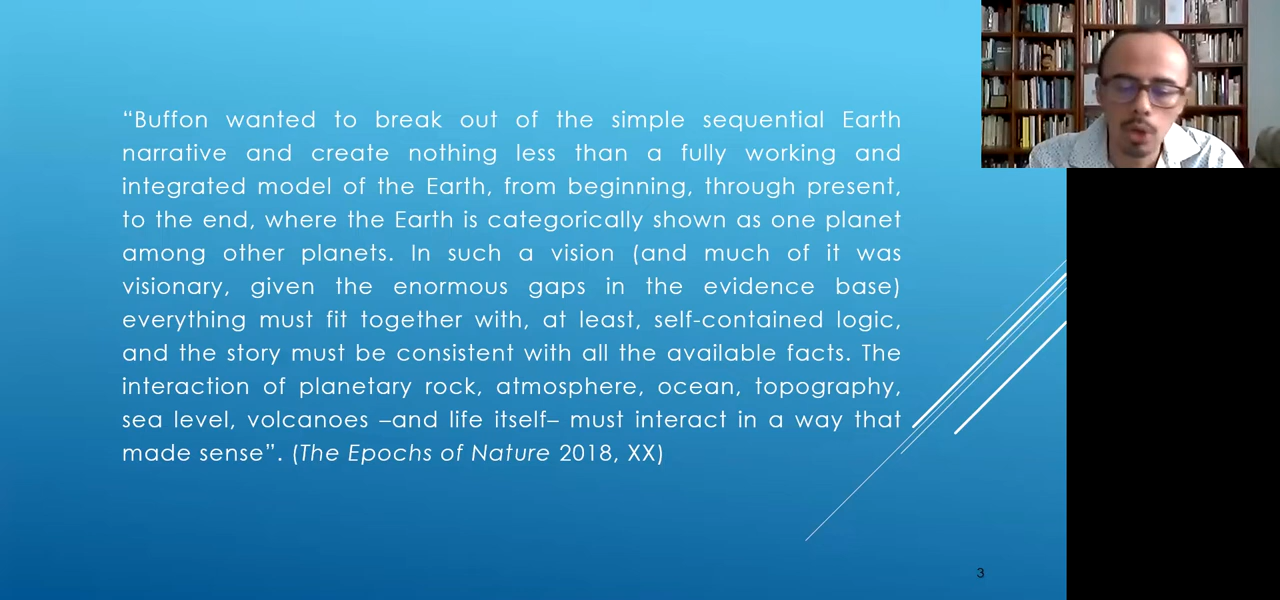 “Buffon wanted to break out of the simple sequential Earth
narrative and create nothing less than a fully working and
integrated model of the Earth, from beginning, through present,
to the end, where the Earth is categorically shown as one planet
among other planets. In such a vision (and much of it was
visionary, given the enormous gaps in the evidence base)
everything must fit together with, at least, self-contained logic,
and the story must be consistent with all the available facts. The
interaction of planetary rock, atmosphere, ocean, topography,
sea level, volcanoes –and life itself– must interact in a way that
made sense”. (The Epochs of Nature 2018, XX)
3